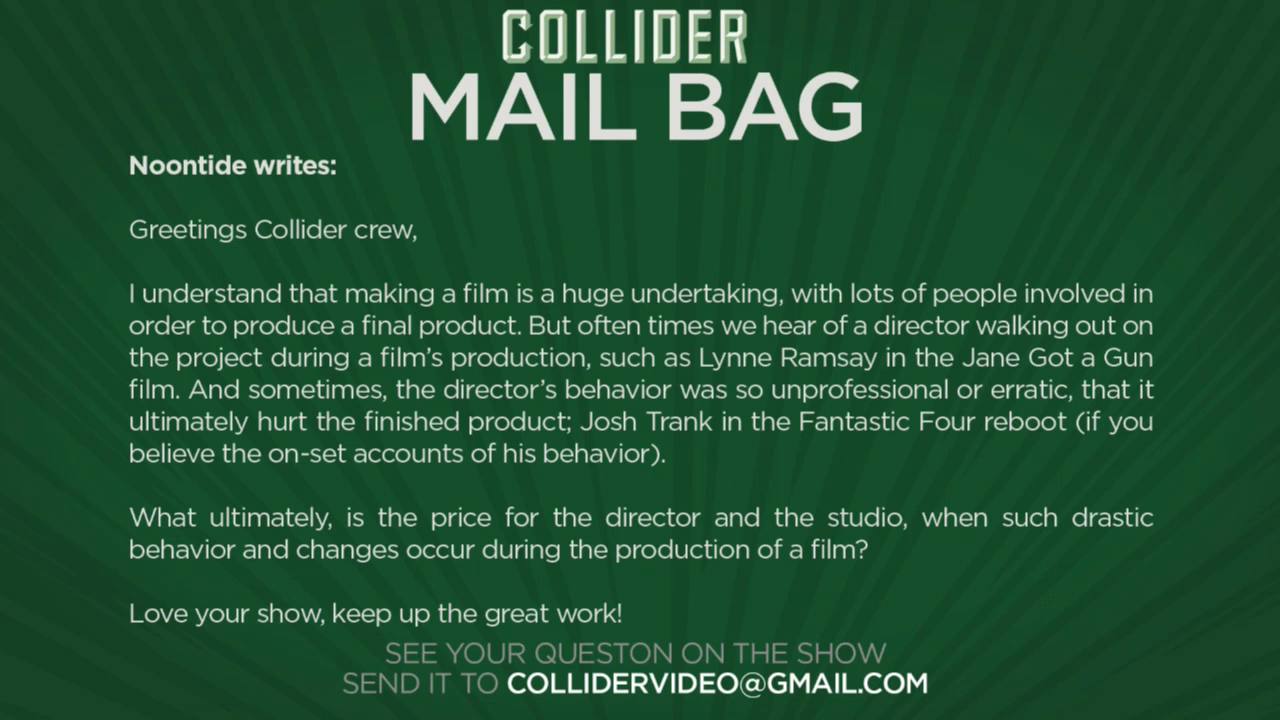 COLLIDER
MAIL BAG
Noontide writes:
Greetings Collider crew,
I understand that making a film is a huge undertaking, with lots of people involved in
order to produce a final product. But often times we hear of a director walking out on
the project during a film's production, such as Lynne Ramsay in the Jane Got a Gun
film. And sometimes, the director's behavior was so unprofessional or erratic, that it
ultimately hurt the finished product; Josh Trank in the Fantastic Four reboot (if you
believe the on-set accounts of his behavior).
What ultimately, is the price for the director and the studio, when such drastic
behavior and changes occur during the production of a film?
Love your show, keep up the great work!
SEE YOUR QUESTON ON THE SHOW
SEND IT TO COLLIDERVIDEO@GMAIL.COM